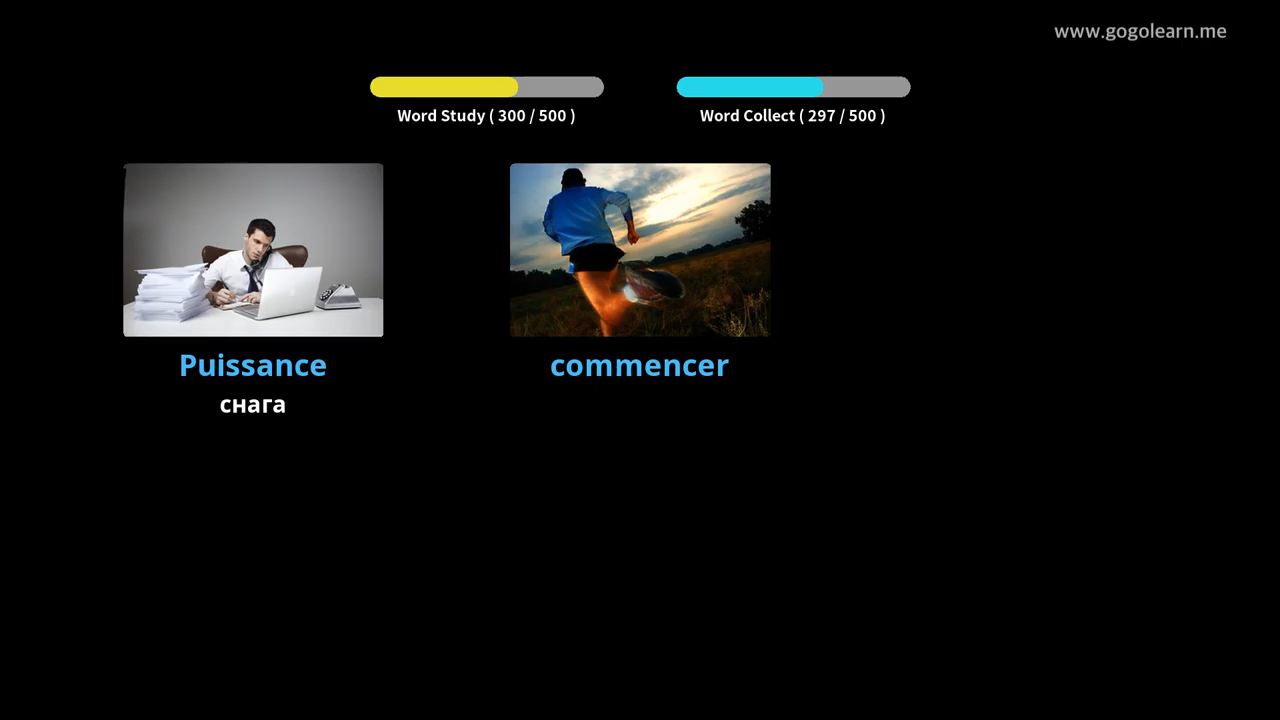 www.gogolearn.me
Word Study ( 300 / 500 )
Word Collect ( 297 / 500 )
Puissance
commencer
снага